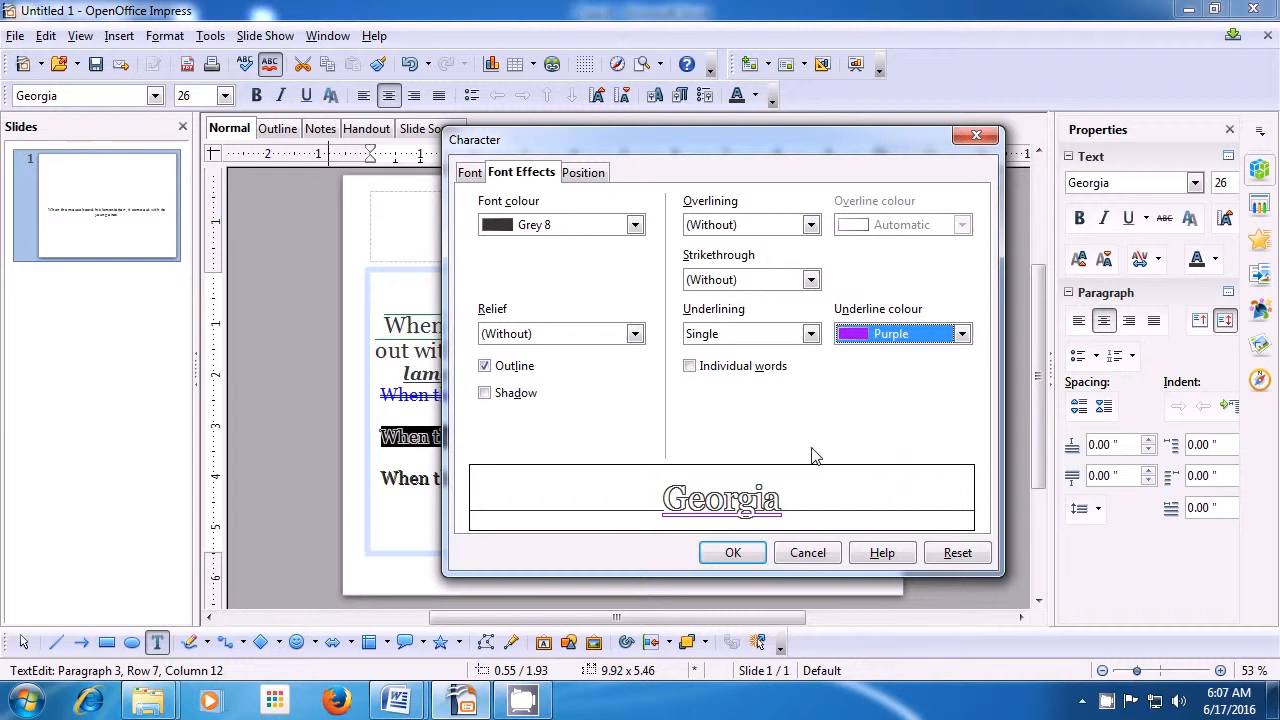 Untitled 1 - OpenOffice Impress
File Edit View Insert Format Tools Slide Show Window Help
Georgia 26
Slides
Normal Outline Notes Handout Slide So
1
Character
Font Font Effects Position
Font colour
Grey 8
Overlining
(Without)
Overline colour
Automatic
Strikethrough
(Without)
Relief
(Without)
Underlining
Single
Underline colour
Purple
Outline
Individual words
Shadow
Georgia
OK Cancel Help Reset
When
out wit
lam
When t
When t
When t
Properties
Text
Georgia 26
Paragraph
Spacing: Indent:
0.00 " 0.00 "
0.00 " 0.00 "
0.00 "
TextEdit: Paragraph 3, Row 7, Column 12 0.55 / 1.93 9.92 x 5.46 * Slide 1 / 1 Default 53 %
6:07 AM
6/17/2016